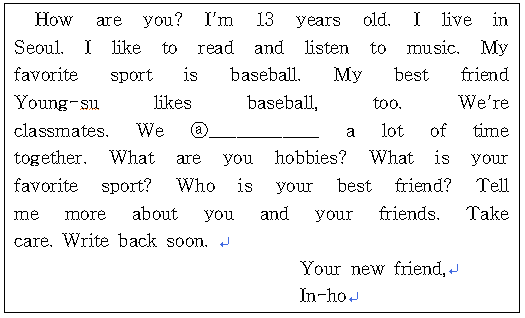 How are you? I'm 13 years old. I live in
Seoul. I like to read and listen to music. My
favorite sport is baseball. My best friend
Young-su likes baseball, too. We're
classmates. We ⓐ__________ a lot of time
together. What are you hobbies? What is your
favorite sport? Who is your best friend? Tell
me more about you and your friends. Take
care. Write back soon. ↵
Your new friend,↵
In-ho↵